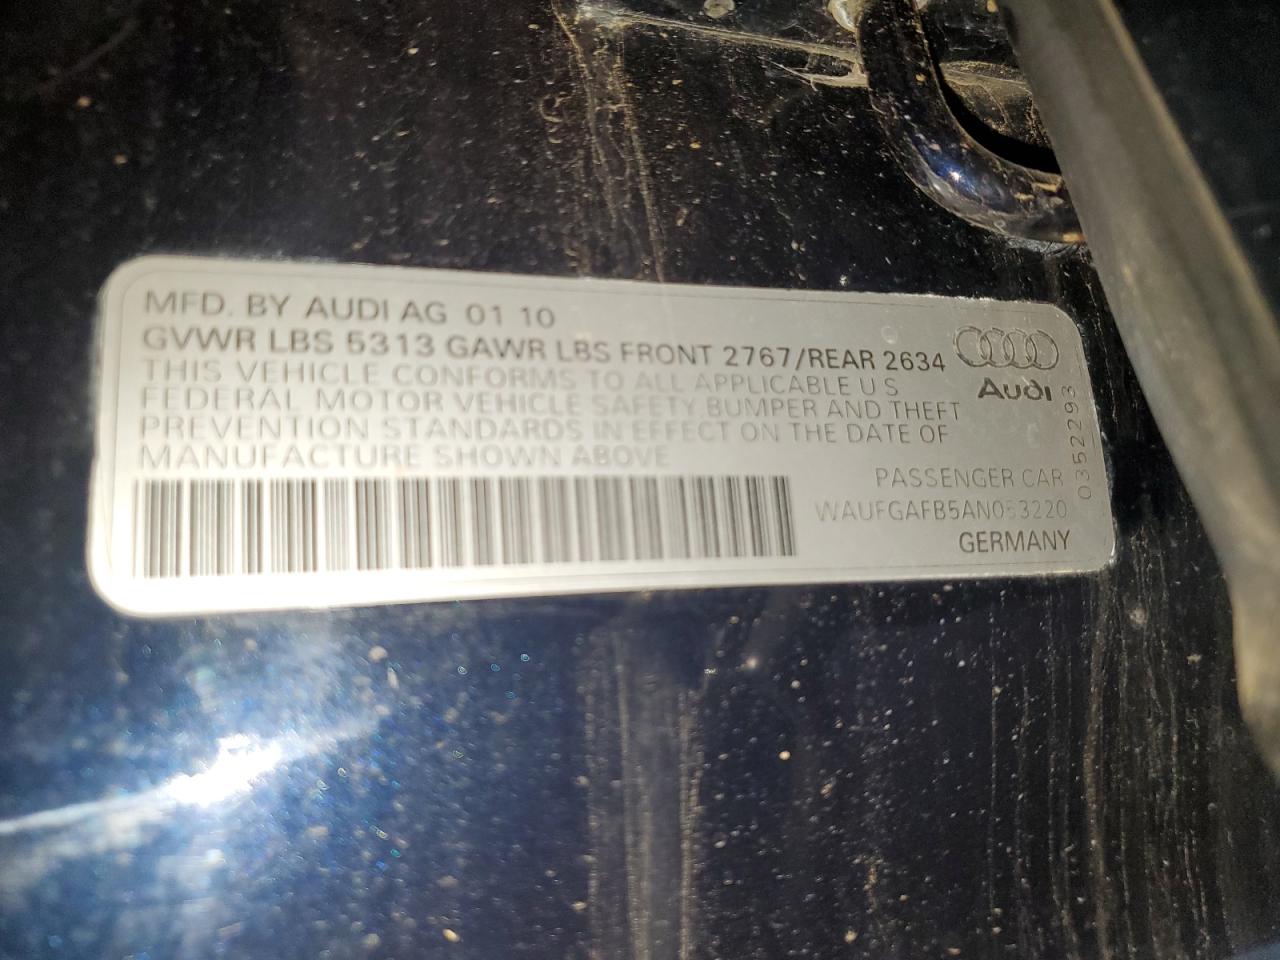 MFD. BY AUDI AG 01 10
GVWR LBS 5313 GAWR LBS FRONT 2767/REAR 2634
THIS VEHICLE CONFORMS TO ALL APPLICABLE U S
FEDERAL MOTOR VEHICLE SAFETY, BUMPER AND THEFT
PREVENTION STANDARDS IN EFFECT ON THE DATE OF
MANUFACTURE SHOWN ABOVE
Audi
PASSENGER CAR
GERMANY
0352293